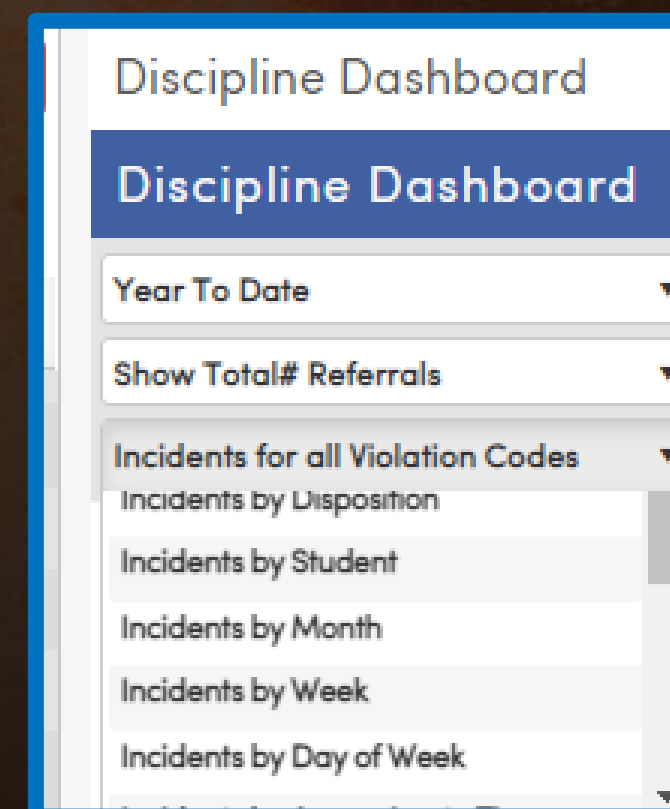 Discipline Dashboard
Discipline Dashboard
Year To Date
Show Total# Referrals
Incidents for all Violation Codes
Incidents by Disposition
Incidents by Student
Incidents by Month
Incidents by Week
Incidents by Day of Week